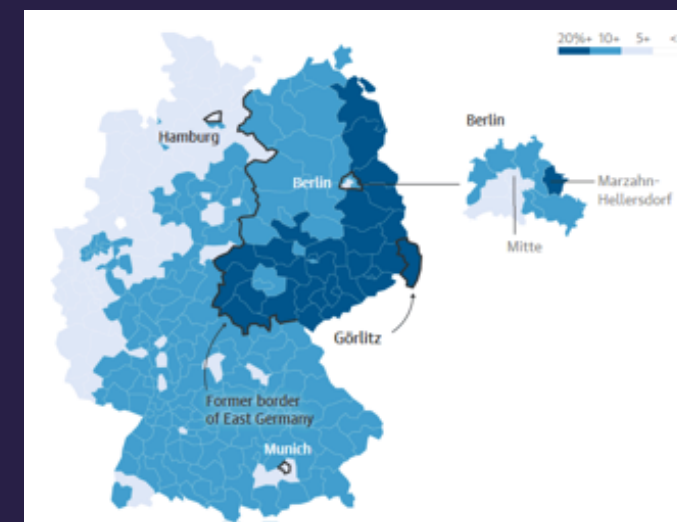 20%+ 10+ 5+ <
Hamburg
Berlin
Berlin
Marzahn-
Hellersdorf
Mitte
Görlitz
Former border
of East Germany
Munich